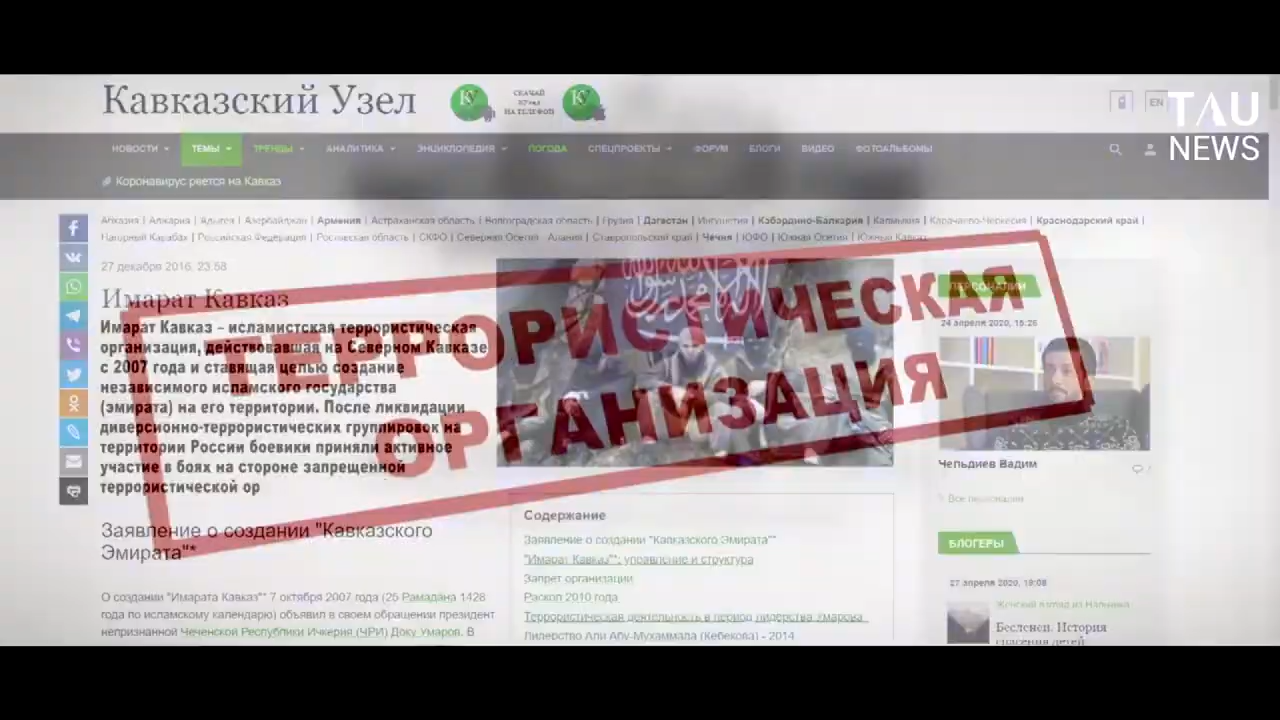 Кавказский Узел
СКАЧАЙ
НА ТЕЛЕФОН
EN
TAU
NEWS
НОВОСТИ ТЕМЫ ТРЕНДЫ АНАЛИТИКА ЭНЦИКЛОПЕДИЯ ПОГОДА СПЕЦПРОЕКТЫ ФОРУМ БЛОГИ ВИДЕО ФОТОАЛЬБОМЫ
Коронавирус рвется на Кавказ
Абхазия | Аджария | Адыгея | Азербайджан | Армения | Астраханская область | Волгоградская область | Грузия | Дагестан | Ингушетия | Кабардино-Балкария | Калмыкия | Карачаево-Черкесия | Краснодарский край |
Нагорный Карабах | Российская Федерация | Ростовская область | СКФО | Северная Осетия - Алания | Ставропольский край | Чечня | ЮФО | Южная Осетия | Южный Кавказ
27 декабря 2016, 23:58
Имарат Кавказ
Имарат Кавказ – исламистская террористическая
организация, действовавшая на Северном Кавказе
с 2007 года и ставящая целью создание
независимого исламского государства
(эмирата) на его территории. После ликвидации
диверсионно-террористических группировок на
территории России боевики приняли активное
участие в боях на стороне запрещенной
террористической ор
ТЕРРОРИСТИЧЕСКАЯ
ОРГАНИЗАЦИЯ
Заявление о создании "Кавказского
Эмирата"*
О создании "Имарата Кавказ"* 7 октября 2007 года (25 Рамадана 1428
года по исламскому календарю) объявил в своем обращении президент
непризнанной Чеченской Республики Ичкерия (ЧРИ) Доку Умаров. В
Содержание
Заявление о создании "Кавказского Эмирата"*
"Имарат Кавказ"*: управление и структура
Запрет организации
Раскол 2010 года
Террористическая деятельность в период лидерства Умарова
Лидерство Али Абу-Мухаммада (Кебекова) - 2014
ПЕРСОНАЛИИ
24 апреля 2020, 15:26
Чельдиев Вадим
Все персоналии
БЛОГЕРЫ
27 апреля 2020, 19:08
Женский взгляд из Нальчика
Бесленей. История
спасения детей